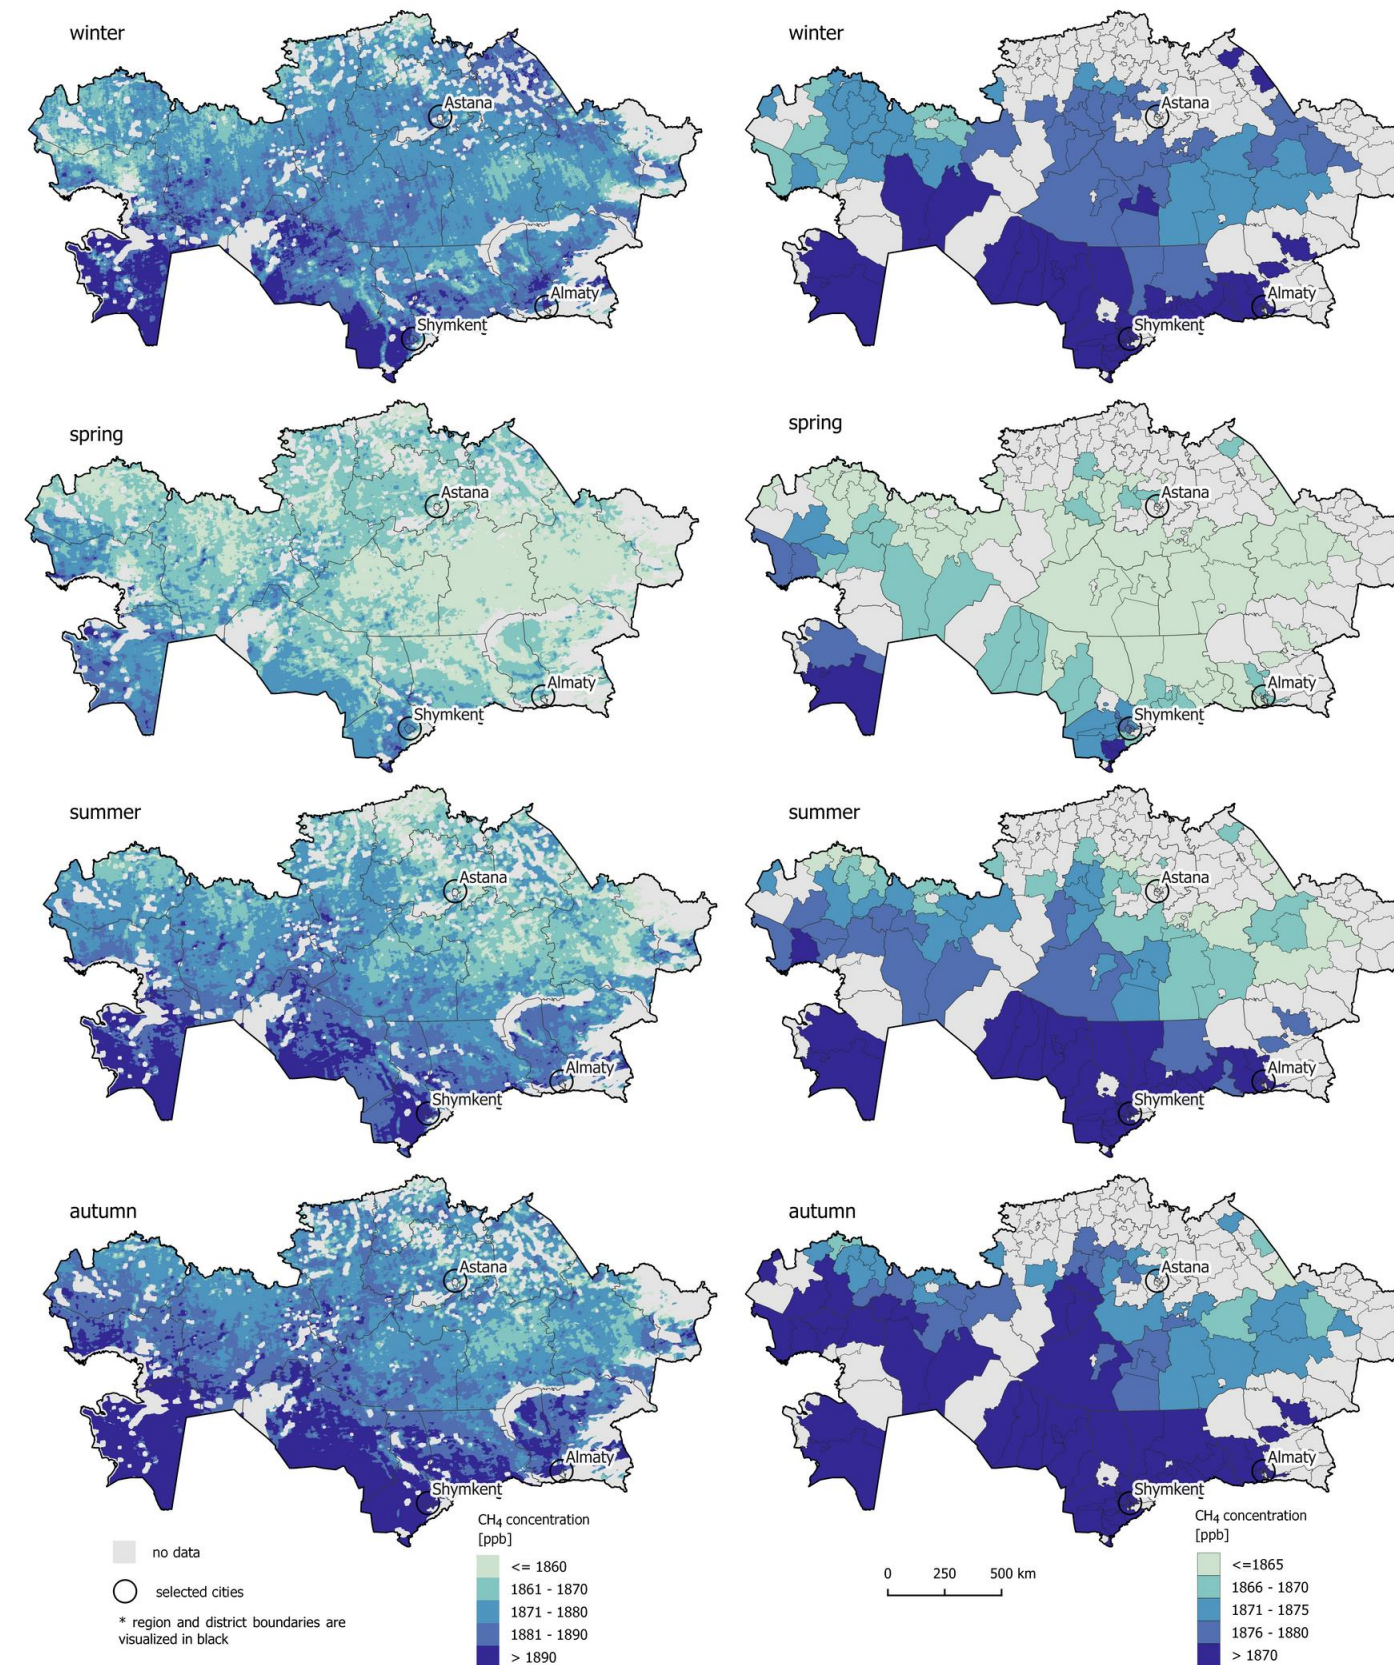 winter
Astana
Almaty
Shymkent
winter
Astana
Almaty
Shymkent
spring
Astana
Almaty
Shymkent
spring
Astana
Almaty
Shymkent
summer
Astana
Almaty
Shymkent
summer
Astana
Almaty
Shymkent
autumn
Astana
Almaty
Shymkent
autumn
Astana
Almaty
Shymkent
no data
selected cities
* region and district boundaries are
visualized in black
CH4 concentration
[ppb]
<= 1860
1861 - 1870
1871 - 1880
1881 - 1890
> 1890
0 250 500 km
CH4 concentration
[ppb]
<=1865
1866 - 1870
1871 - 1875
1876 - 1880
> 1870